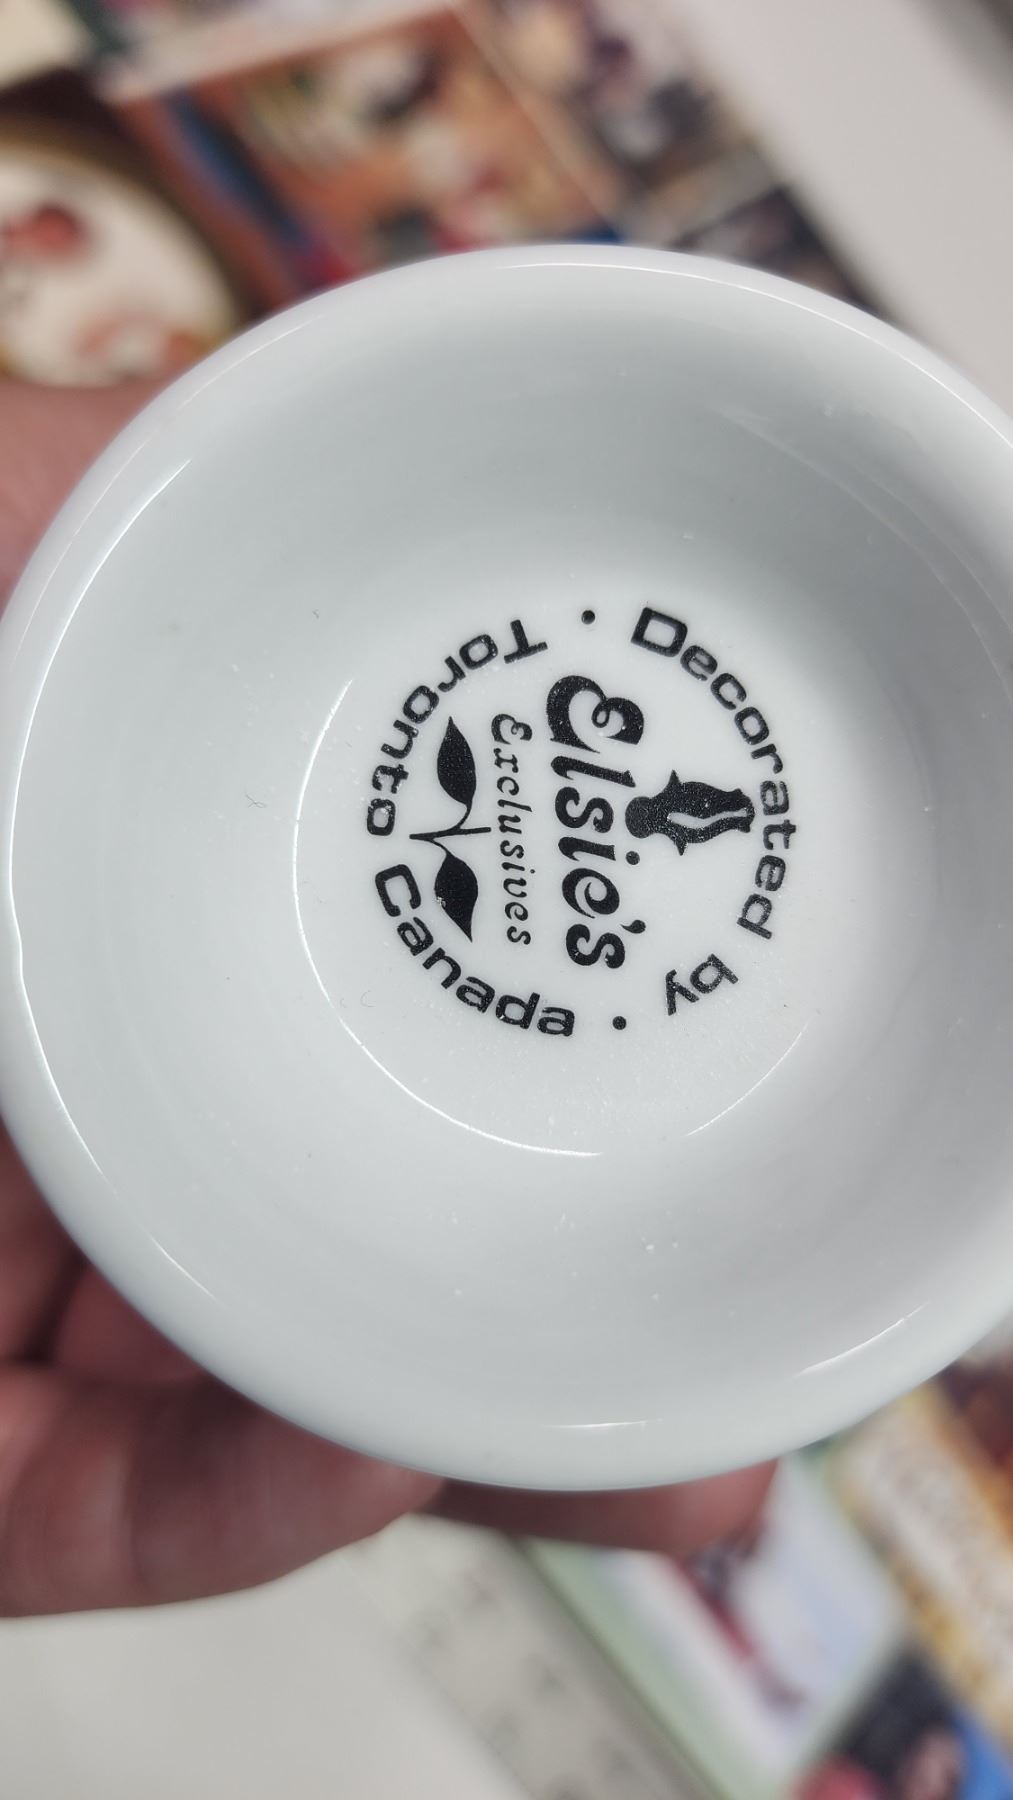 Decorated by
Elsie's
Exclusives
Toronto Canada